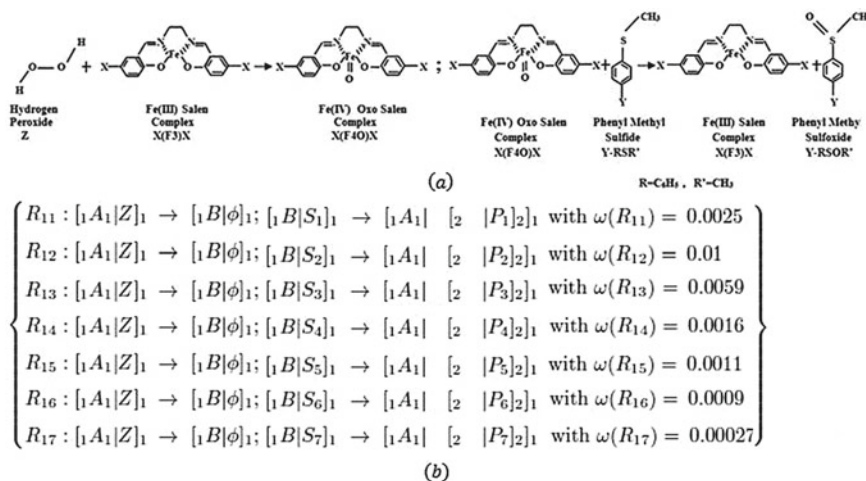 H O O H + X Fe N N O O X → X Fe N N O O O X ; X Fe N N O O O X + S CH₃ Y → X Fe N N O O X + O S CH₃ Y
Hydrogen Peroxide Z
Fe(III) Salen Complex X(F3)X
Fe(IV) Oxo Salen Complex X(F4O)X
Fe(IV) Oxo Salen Complex X(F4O)X
Phenyl Methyl Sulfide Y-RSR'
Fe(III) Salen Complex X(F3)X
Phenyl Methy Sulfoxide Y-RSOR'
(a)
R-C₆H₅ , R'-CH₃
R₁₁ : [₁A₁|Z]₁ → [₁B|ϕ]₁; [₁B|S₁]₁ → [₁A₁| [₂ |P₁]₂]₁ with ω(R₁₁) = 0.0025
R₁₂ : [₁A₁|Z]₁ → [₁B|ϕ]₁; [₁B|S₂]₁ → [₁A₁| [₂ |P₂]₂]₁ with ω(R₁₂) = 0.01
R₁₃ : [₁A₁|Z]₁ → [₁B|ϕ]₁; [₁B|S₃]₁ → [₁A₁| [₂ |P₃]₂]₁ with ω(R₁₃) = 0.0059
R₁₄ : [₁A₁|Z]₁ → [₁B|ϕ]₁; [₁B|S₄]₁ → [₁A₁| [₂ |P₄]₂]₁ with ω(R₁₄) = 0.0016
R₁₅ : [₁A₁|Z]₁ → [₁B|ϕ]₁; [₁B|S₅]₁ → [₁A₁| [₂ |P₅]₂]₁ with ω(R₁₅) = 0.0011
R₁₆ : [₁A₁|Z]₁ → [₁B|ϕ]₁; [₁B|S₆]₁ → [₁A₁| [₂ |P₆]₂]₁ with ω(R₁₆) = 0.0009
R₁₇ : [₁A₁|Z]₁ → [₁B|ϕ]₁; [₁B|S₇]₁ → [₁A₁| [₂ |P₇]₂]₁ with ω(R₁₇) = 0.00027
(b)